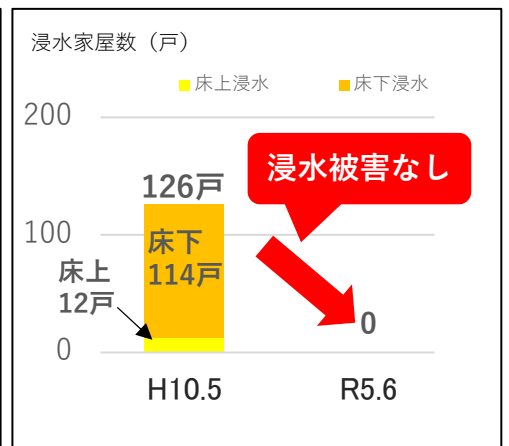 浸水家屋数（戸）
床上浸水 床下浸水
200
浸水被害なし
126戸
100
床下
114戸
床上
12戸
0
0
H10.5 R5.6